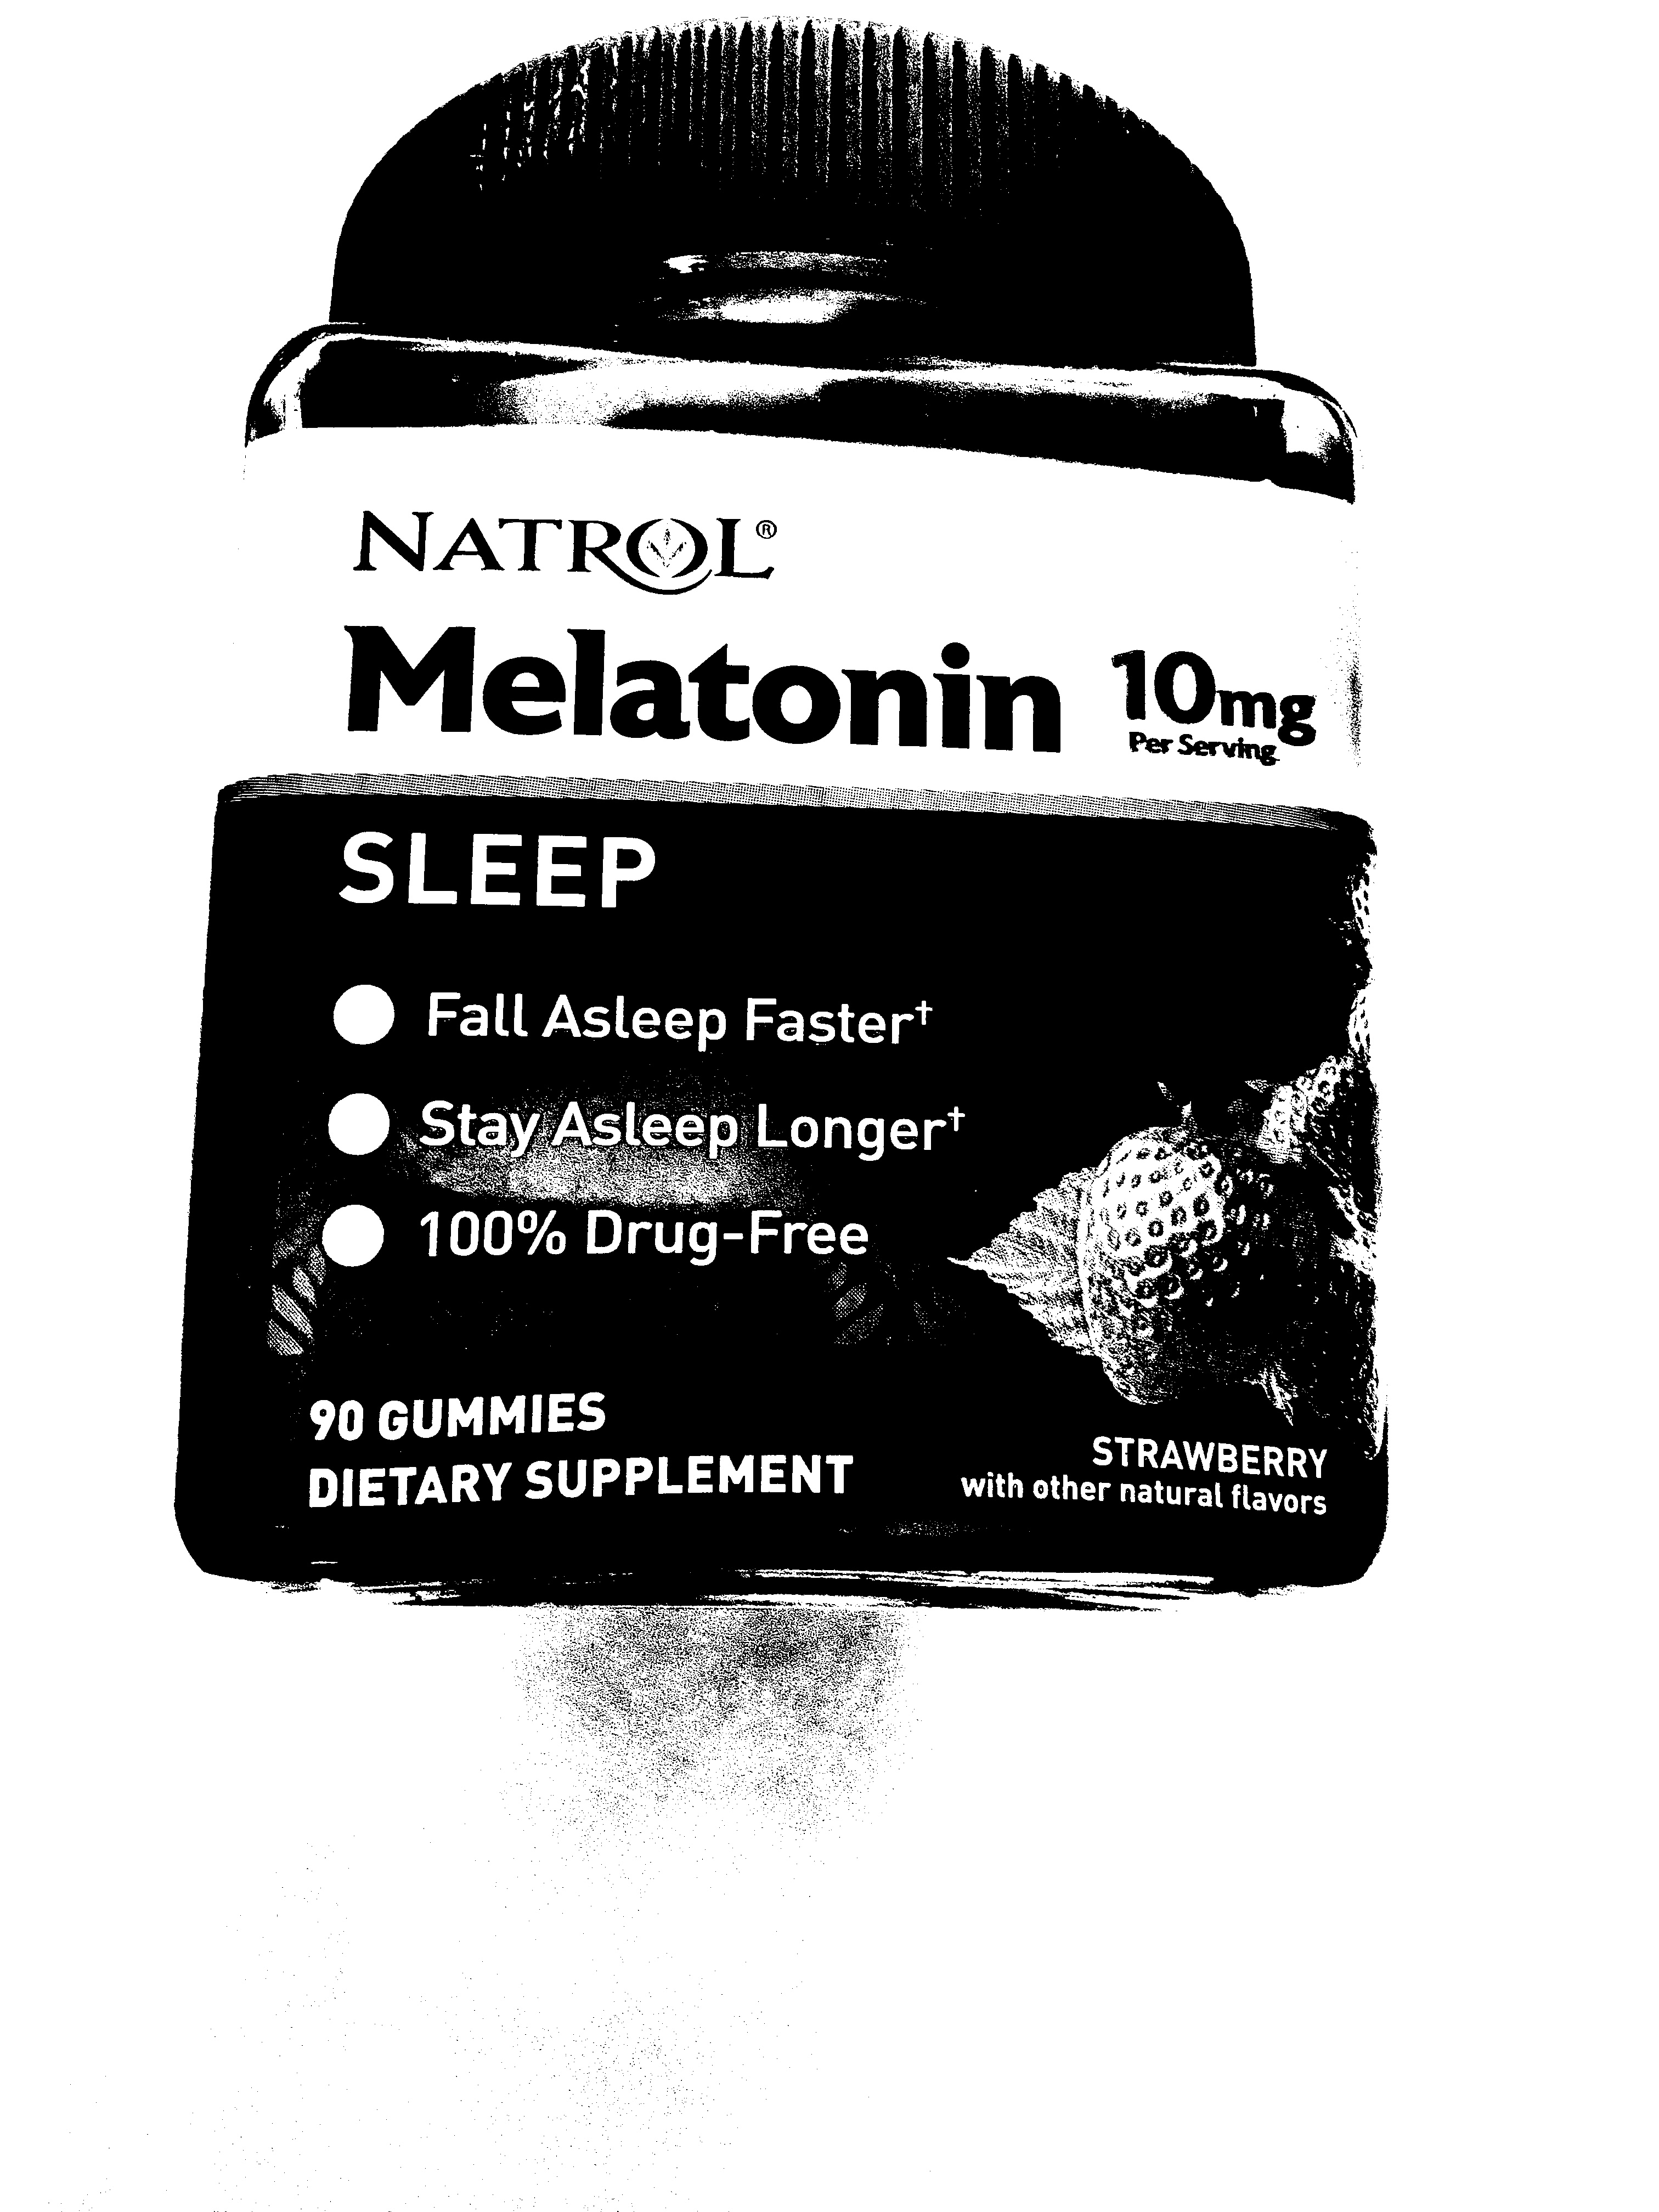 NATROL®
Melatonin 10mg
Per Serving
SLEEP
Fall Asleep Faster†
Stay Asleep Longer†
100% Drug-Free
90 GUMMIES
DIETARY SUPPLEMENT
STRAWBERRY
with other natural flavors